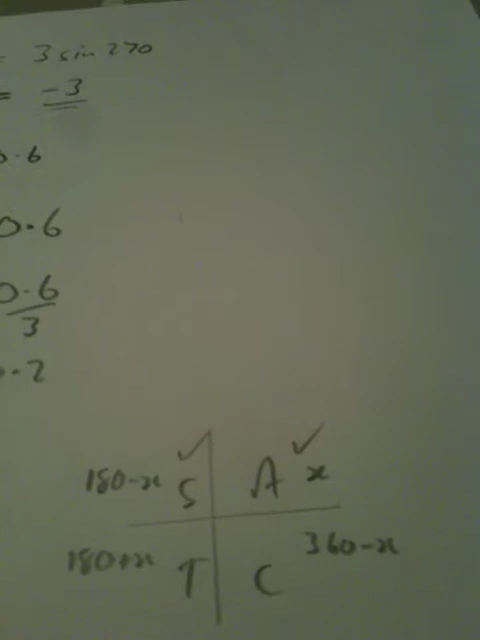 = 3 sin 270
= -3
0.6
0.6
0.6
3
0.2
✓ ✓
180-x S A x
180+x T C 360-x